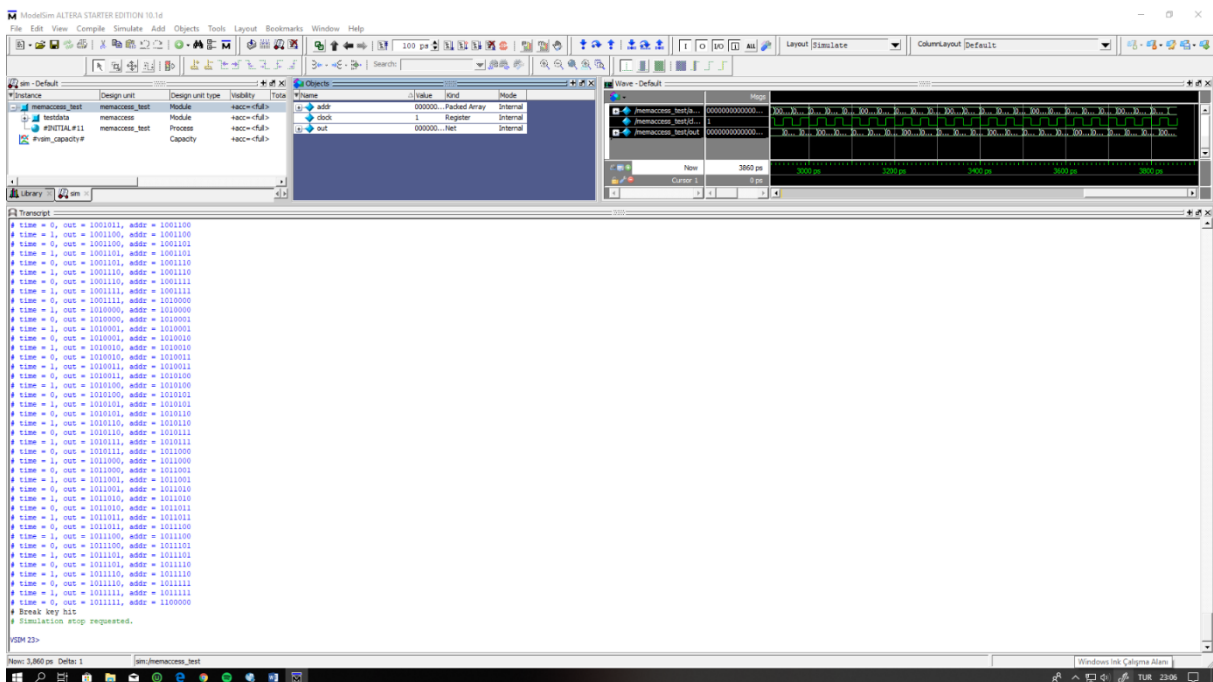 ModelSim ALTERA STARTER EDITION 10.1d
File Edit View Compile Simulate Add Objects Tools Layout Bookmarks Window Help
100 ps
Layout Simulate
ColumnLayout Default
Search:
sim - Default
Instance Design unit Design unit type Visibility Total
memaccess_test memaccess_test Module +acc=<full>
testdata memaccess Module +acc=<full>
#INITIAL#11 memaccess_test Process +acc=<full>
#vsim_capacity# Capacity +acc=<full>
Library sim
Objects
Name Value Kind Mode
addr 000000... Packed Array Internal
clock 1 Register Internal
out 000000... Net Internal
Wave - Default
Msgs
/memaccess_test/a... 0000000000000...
/memaccess_test/d... 1
/memaccess_test/out 0000000000000...
Now 3860 ps
Cursor 1 0 ps
3000 ps 3200 ps 3400 ps 3600 ps 3800 ps
Transcript
# time = 0, out = 1001011, addr = 1001100
# time = 1, out = 1001100, addr = 1001100
# time = 0, out = 1001100, addr = 1001101
# time = 1, out = 1001101, addr = 1001101
# time = 0, out = 1001101, addr = 1001110
# time = 1, out = 1001110, addr = 1001110
# time = 0, out = 1001110, addr = 1001111
# time = 1, out = 1001111, addr = 1001111
# time = 0, out = 1001111, addr = 1010000
# time = 1, out = 1010000, addr = 1010000
# time = 0, out = 1010000, addr = 1010001
# time = 1, out = 1010001, addr = 1010001
# time = 0, out = 1010001, addr = 1010010
# time = 1, out = 1010010, addr = 1010010
# time = 0, out = 1010010, addr = 1010011
# time = 1, out = 1010011, addr = 1010011
# time = 0, out = 1010011, addr = 1010100
# time = 1, out = 1010100, addr = 1010100
# time = 0, out = 1010100, addr = 1010101
# time = 1, out = 1010101, addr = 1010101
# time = 0, out = 1010101, addr = 1010110
# time = 1, out = 1010110, addr = 1010110
# time = 0, out = 1010110, addr = 1010111
# time = 1, out = 1010111, addr = 1010111
# time = 0, out = 1010111, addr = 1011000
# time = 1, out = 1011000, addr = 1011000
# time = 0, out = 1011000, addr = 1011001
# time = 1, out = 1011001, addr = 1011001
# time = 0, out = 1011001, addr = 1011010
# time = 1, out = 1011010, addr = 1011010
# time = 0, out = 1011010, addr = 1011011
# time = 1, out = 1011011, addr = 1011011
# time = 0, out = 1011011, addr = 1011100
# time = 1, out = 1011100, addr = 1011100
# time = 0, out = 1011100, addr = 1011101
# time = 1, out = 1011101, addr = 1011101
# time = 0, out = 1011101, addr = 1011110
# time = 1, out = 1011110, addr = 1011110
# time = 0, out = 1011110, addr = 1011111
# time = 1, out = 1011111, addr = 1011111
# time = 0, out = 1011111, addr = 1100000
# Break key hit
# Simulation stop requested.
VSIM 23>
Now: 3,860 ps Delta: 1 sim:/memaccess_test
Windows Ink Çalışma Alanı
TUR 23:06